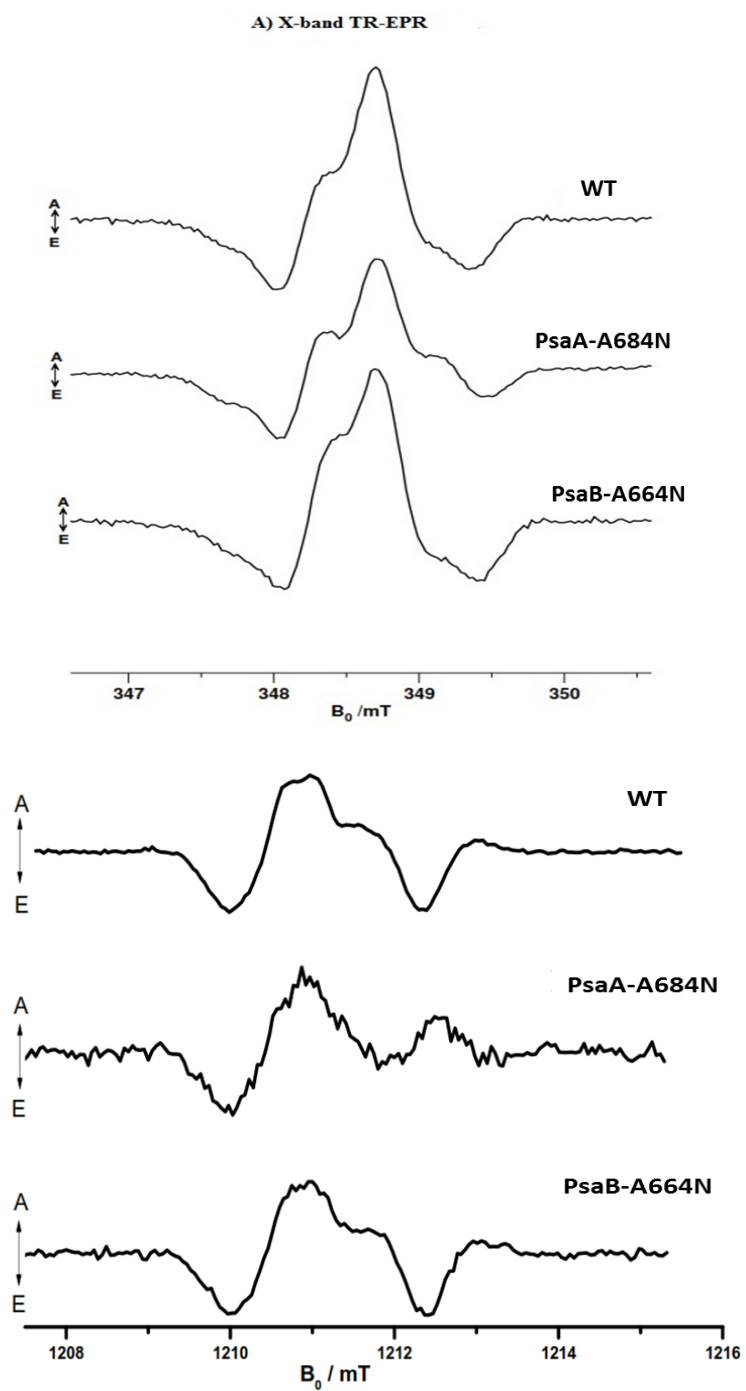 A) X-band TR-EPR
A
E
WT
A
E
PsaA-A684N
A
E
PsaB-A664N
347 348 349 350
B0 /mT
A
E
WT
A
E
PsaA-A684N
A
E
PsaB-A664N
1208 1210 1212 1214 1216
B0 / mT